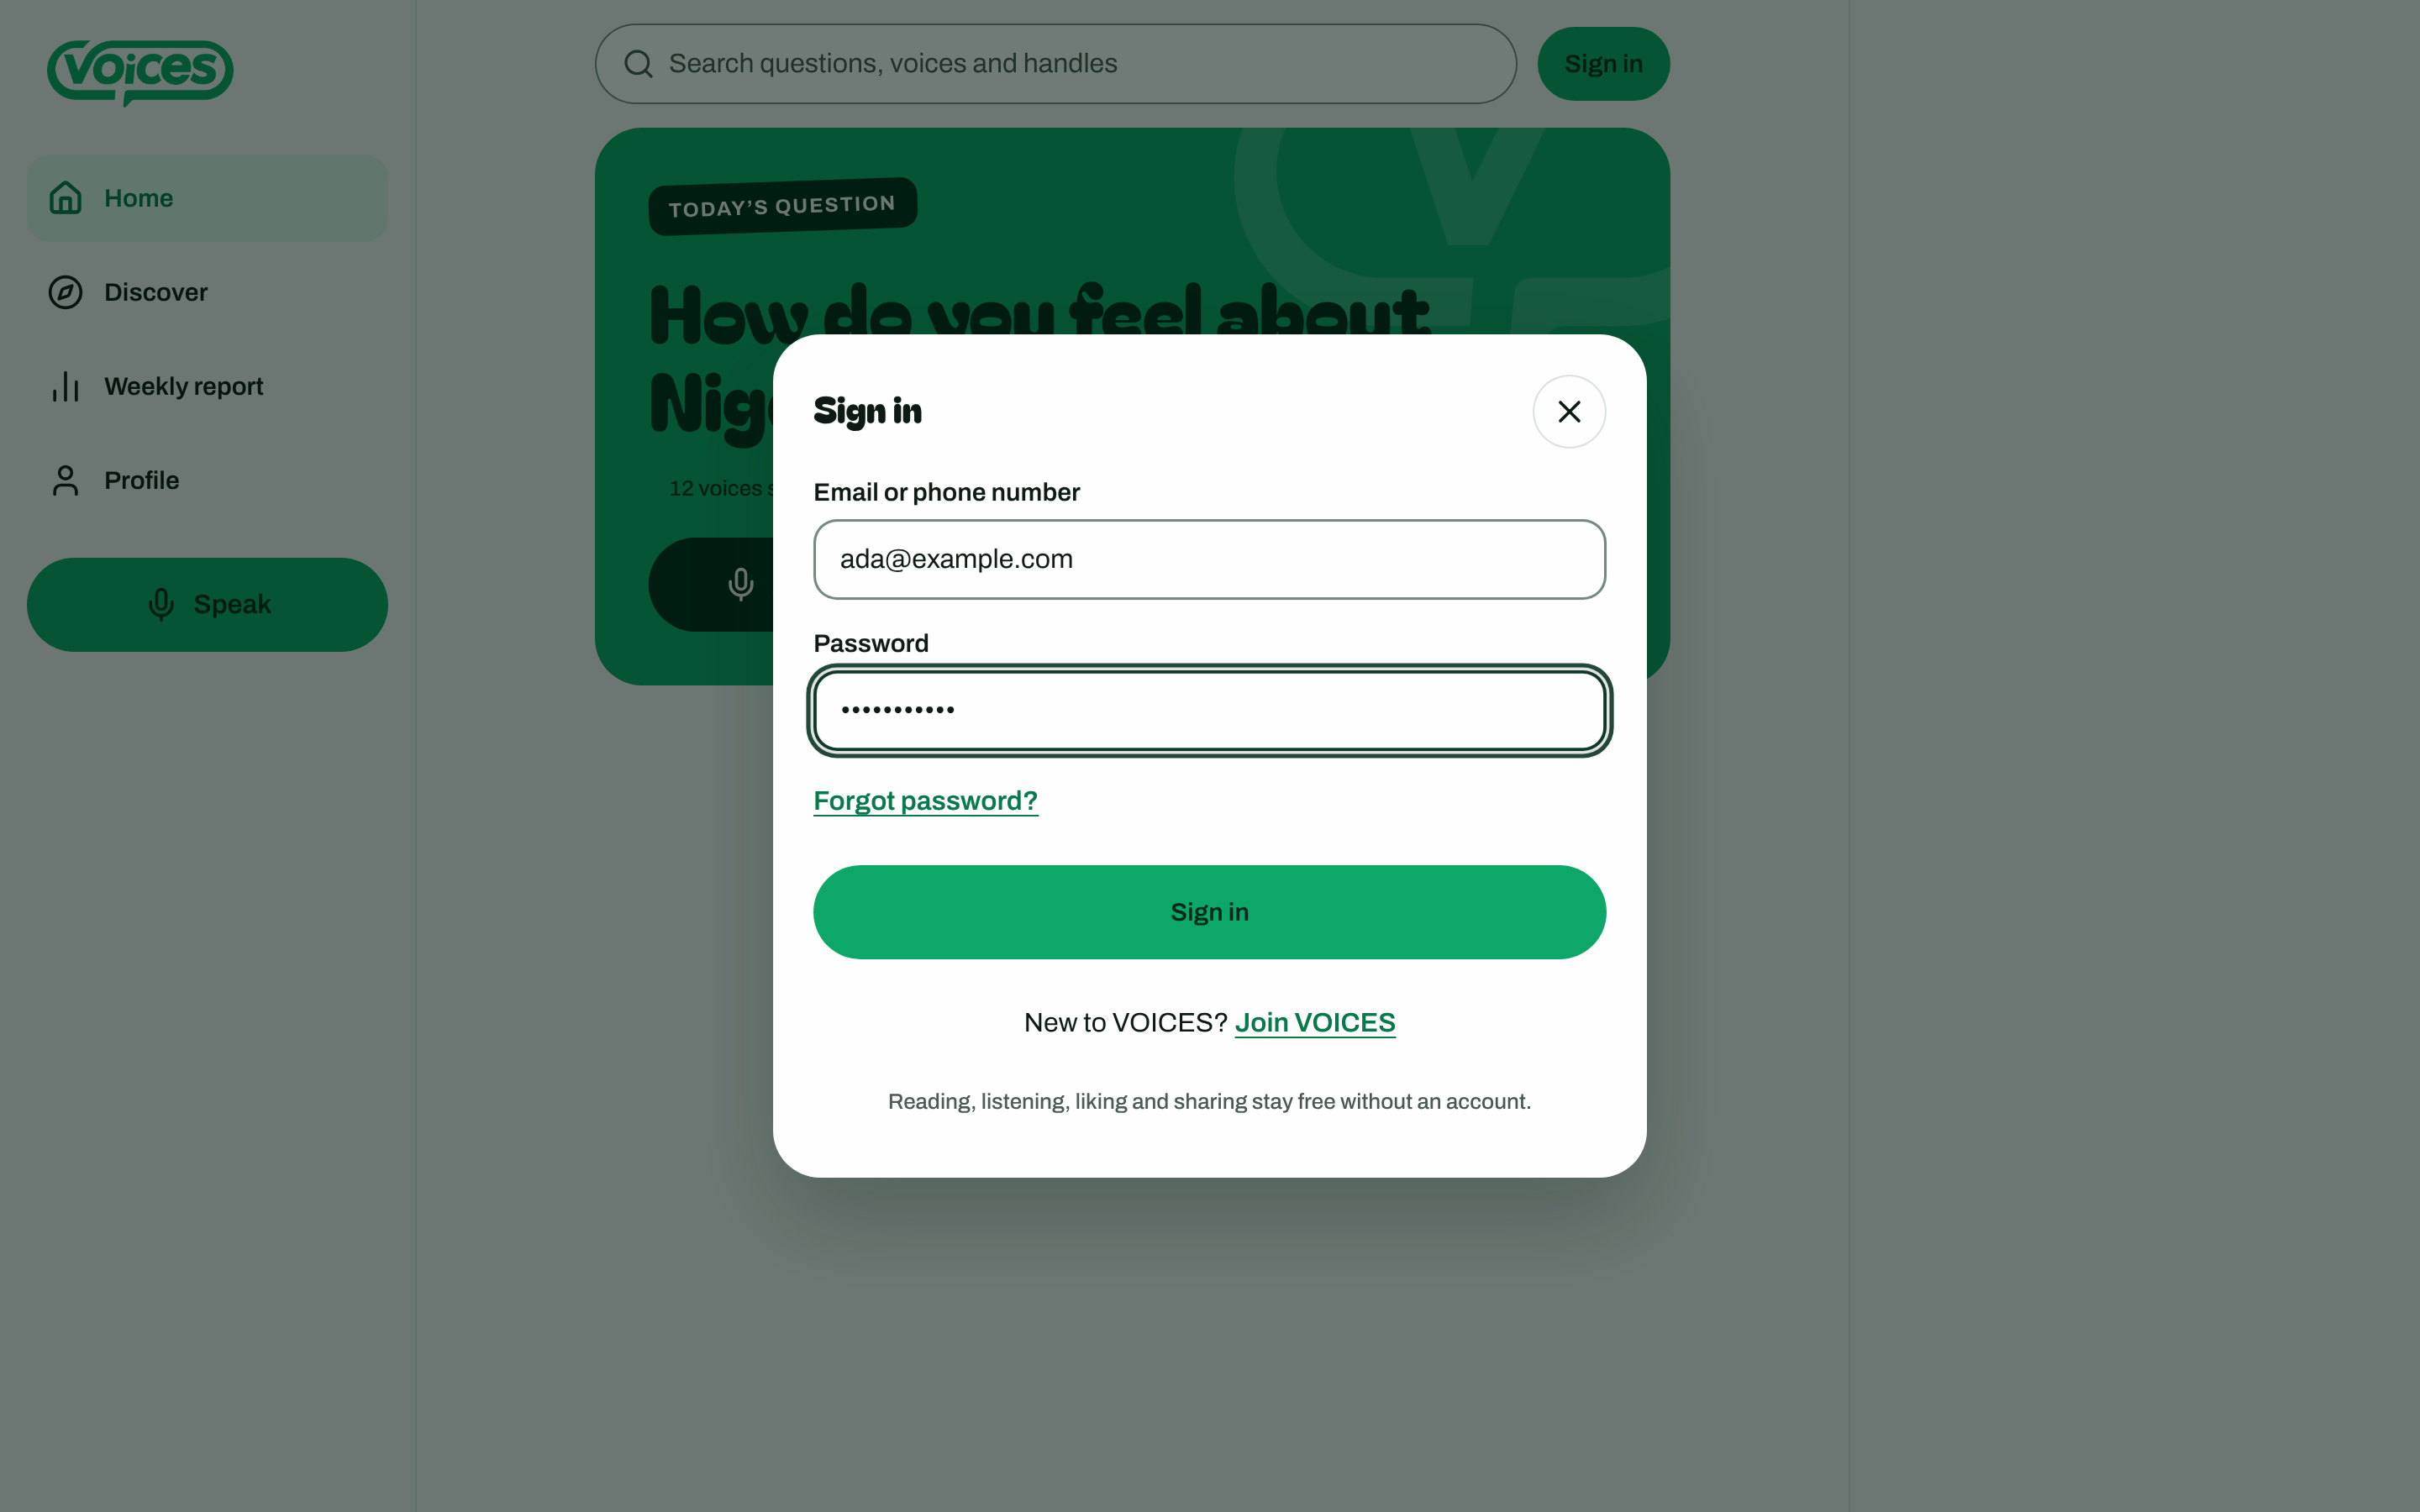 Voices
Search questions, voices and handles
Sign in
Home
Discover
Weekly report
Profile
Speak
TODAY’S QUESTION
How do you feel about
12 voices
Sign in
Email or phone number
ada@example.com
Password
•••••••••••
Forgot password?
Sign in
New to VOICES? Join VOICES
Reading, listening, liking and sharing stay free without an account.